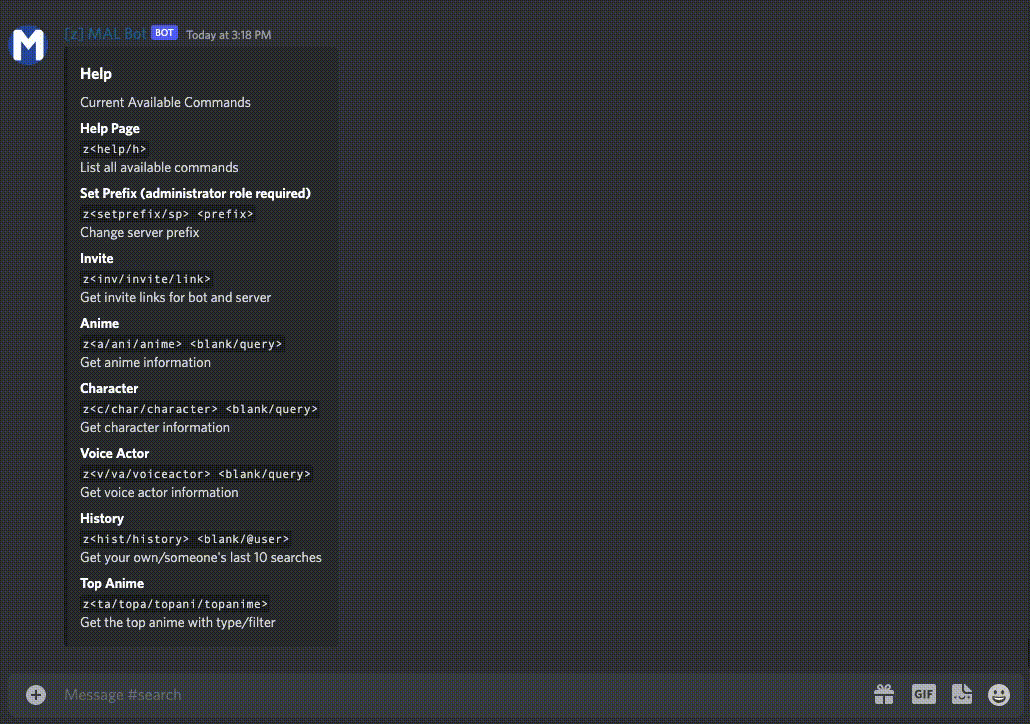 M
[z] MAL Bot BOT Today at 3:18 PM
Help
Current Available Commands
Help Page
z<help/h>
List all available commands
Set Prefix (administrator role required)
z<setprefix/sp> <prefix>
Change server prefix
Invite
z<inv/invite/link>
Get invite links for bot and server
Anime
z<a/ani/anime> <blank/query>
Get anime information
Character
z<c/char/character> <blank/query>
Get character information
Voice Actor
z<v/va/voiceactor> <blank/query>
Get voice actor information
History
z<hist/history> <blank/@user>
Get your own/someone's last 10 searches
Top Anime
z<ta/topa/topani/topanime>
Get the top anime with type/filter
Message #search GIF